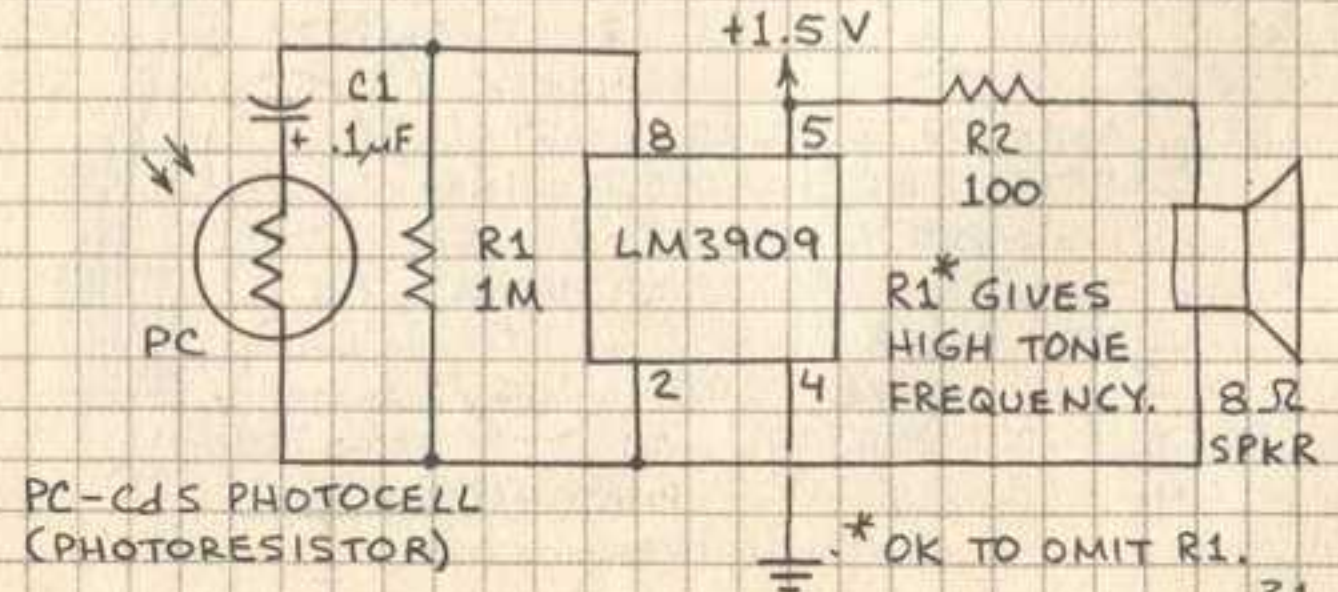 +1.5 V
C1
+ .1µF
8
5
R2
100
R1
1M
LM3909
R1* GIVES
HIGH TONE
FREQUENCY.
PC
2
4
8 Ω
SPKR
PC-CdS PHOTOCELL
(PHOTORESISTOR)
* OK TO OMIT R1.